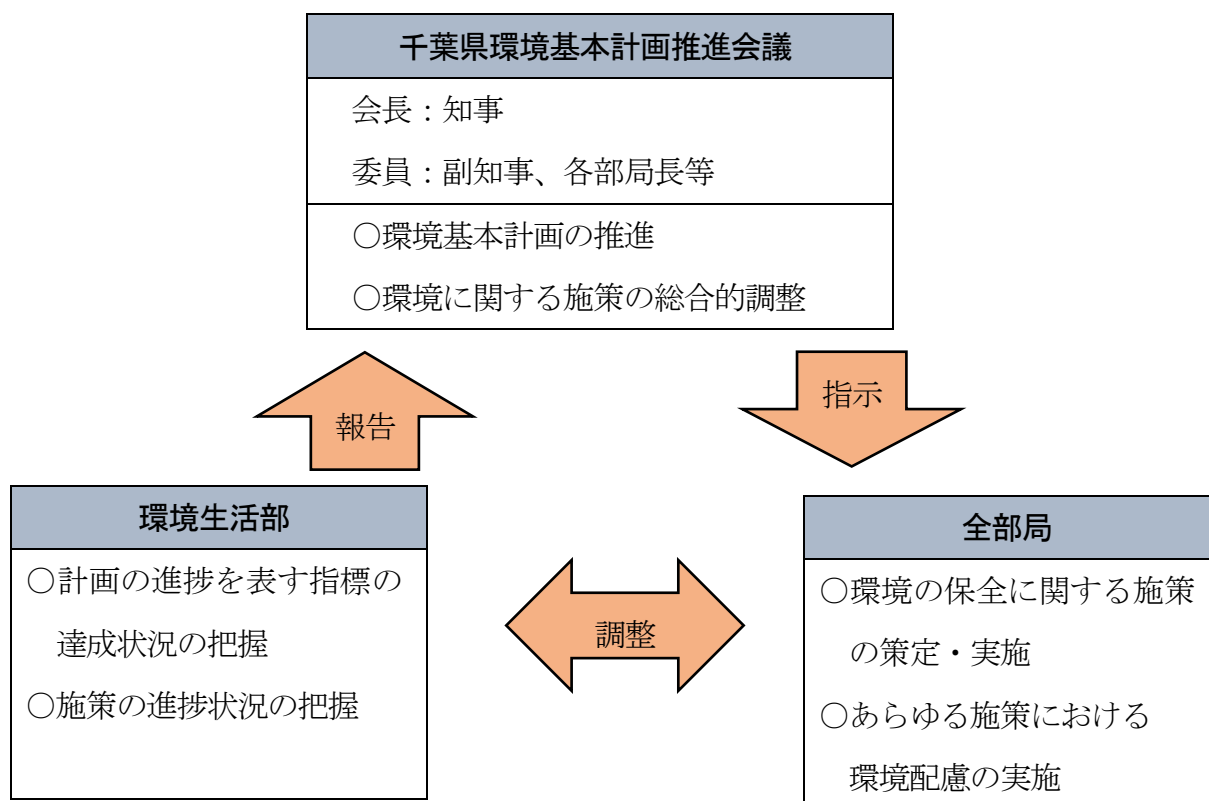 千葉県環境基本計画推進会議
会長：知事
委員：副知事、各部局長等
○環境基本計画の推進
○環境に関する施策の総合的調整
報告
指示
環境生活部
○計画の進捗を表す指標の
達成状況の把握
○施策の進捗状況の把握
調整
全部局
○環境の保全に関する施策
の策定・実施
○あらゆる施策における
環境配慮の実施